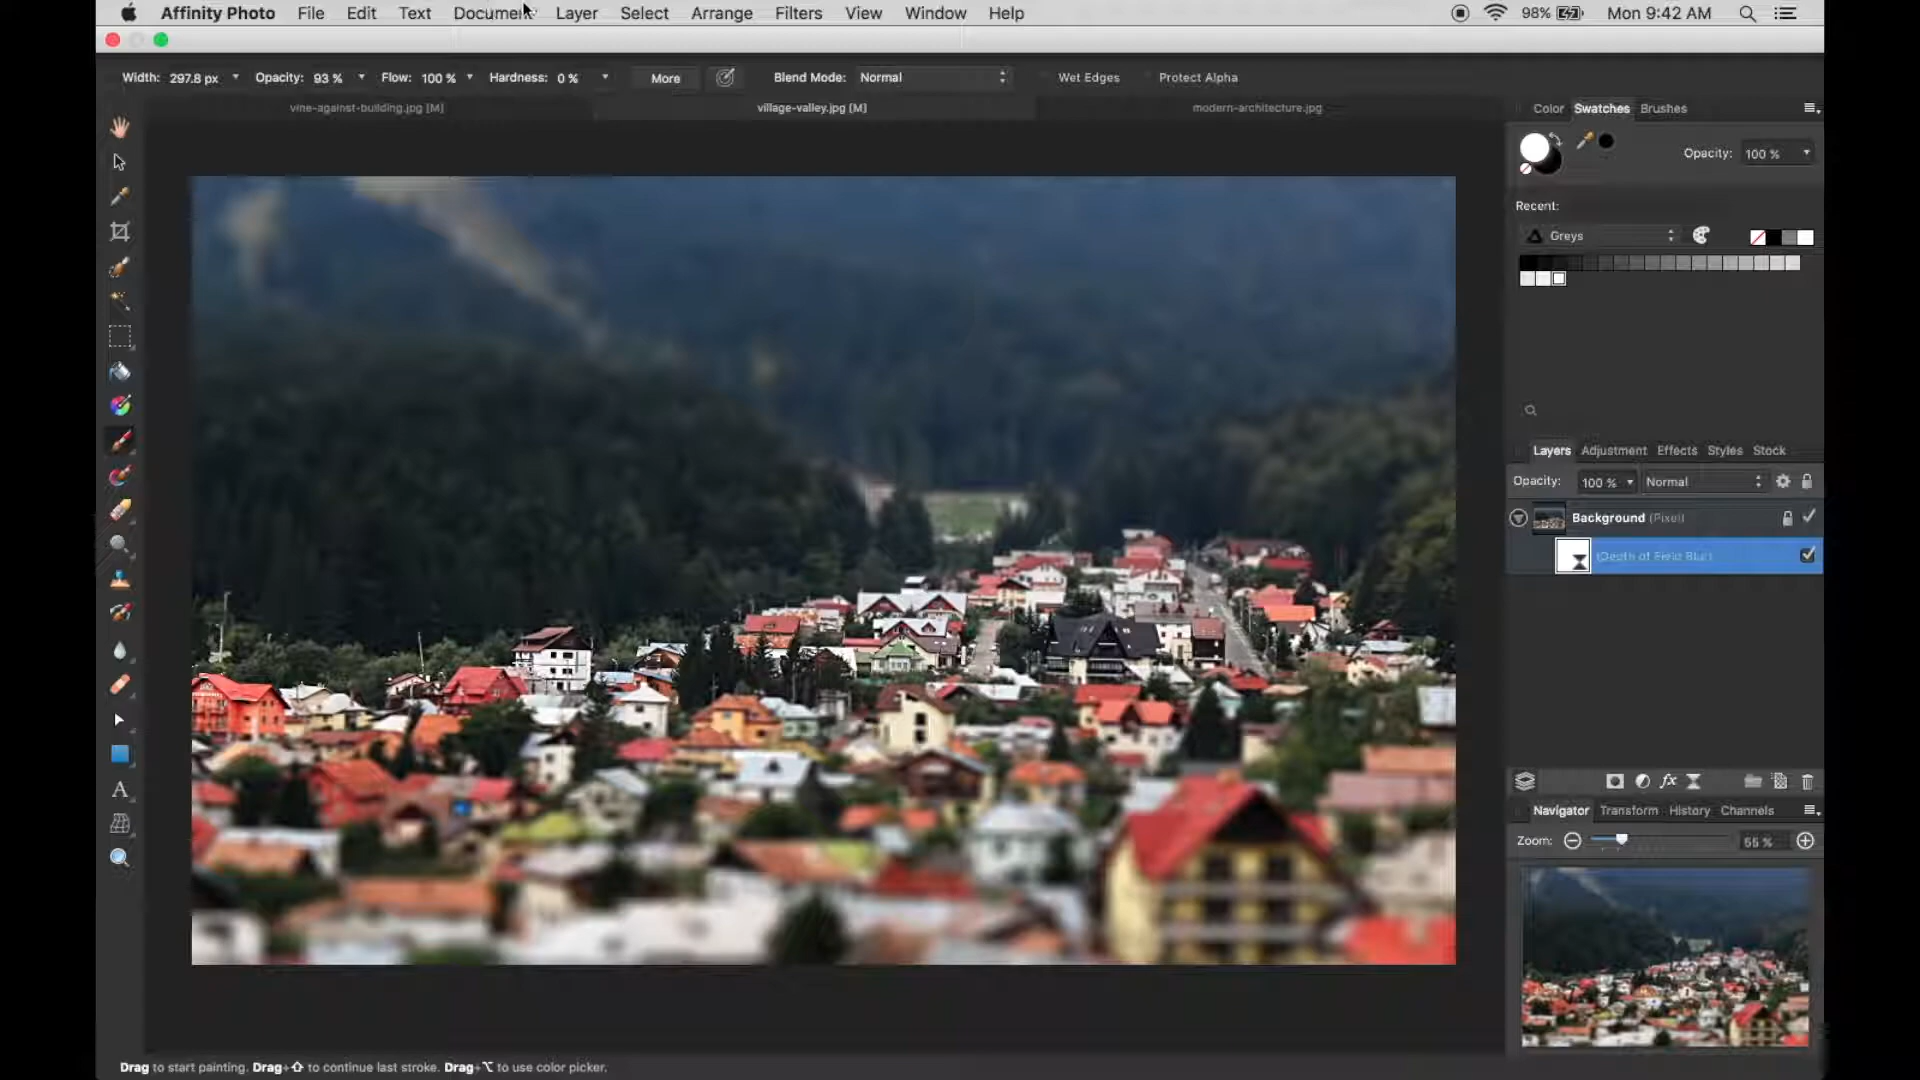 Affinity Photo File Edit Text Document Layer Select Arrange Filters View Window Help 98% Mon 9:42 AM
Width: 297.8 px Opacity: 93 % Flow: 100 % Hardness: 0 % More Blend Mode: Normal Wet Edges Protect Alpha
vine-against-building.jpg [M] village-valley.jpg [M] modern-architecture.jpg
Color Swatches Brushes
Opacity: 100 %
Recent:
Greys
Layers Adjustment Effects Styles Stock
Opacity: 100 % Normal
Background (Pixel)
(Depth of Field Blur)
Navigator Transform History Channels
Zoom: 55 %
Drag to start painting. Drag+⇧ to continue last stroke. Drag+⌥ to use color picker.